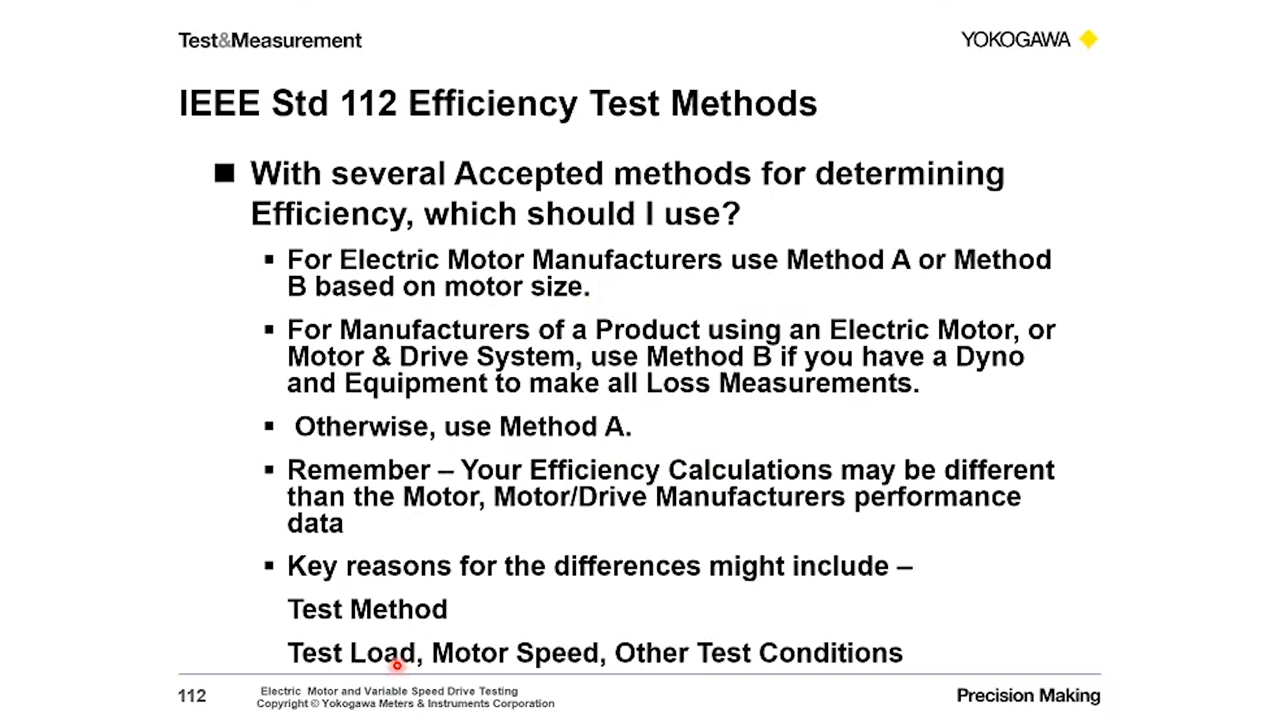 Test&Measurement
YOKOGAWA
IEEE Std 112 Efficiency Test Methods
■ With several Accepted methods for determining
Efficiency, which should I use?
▪ For Electric Motor Manufacturers use Method A or Method
B based on motor size.
▪ For Manufacturers of a Product using an Electric Motor, or
Motor & Drive System, use Method B if you have a Dyno
and Equipment to make all Loss Measurements.
▪ Otherwise, use Method A.
▪ Remember – Your Efficiency Calculations may be different
than the Motor, Motor/Drive Manufacturers performance
data
▪ Key reasons for the differences might include –
Test Method
Test Load, Motor Speed, Other Test Conditions
112
Electric Motor and Variable Speed Drive Testing
Copyright © Yokogawa Meters & Instruments Corporation
Precision Making